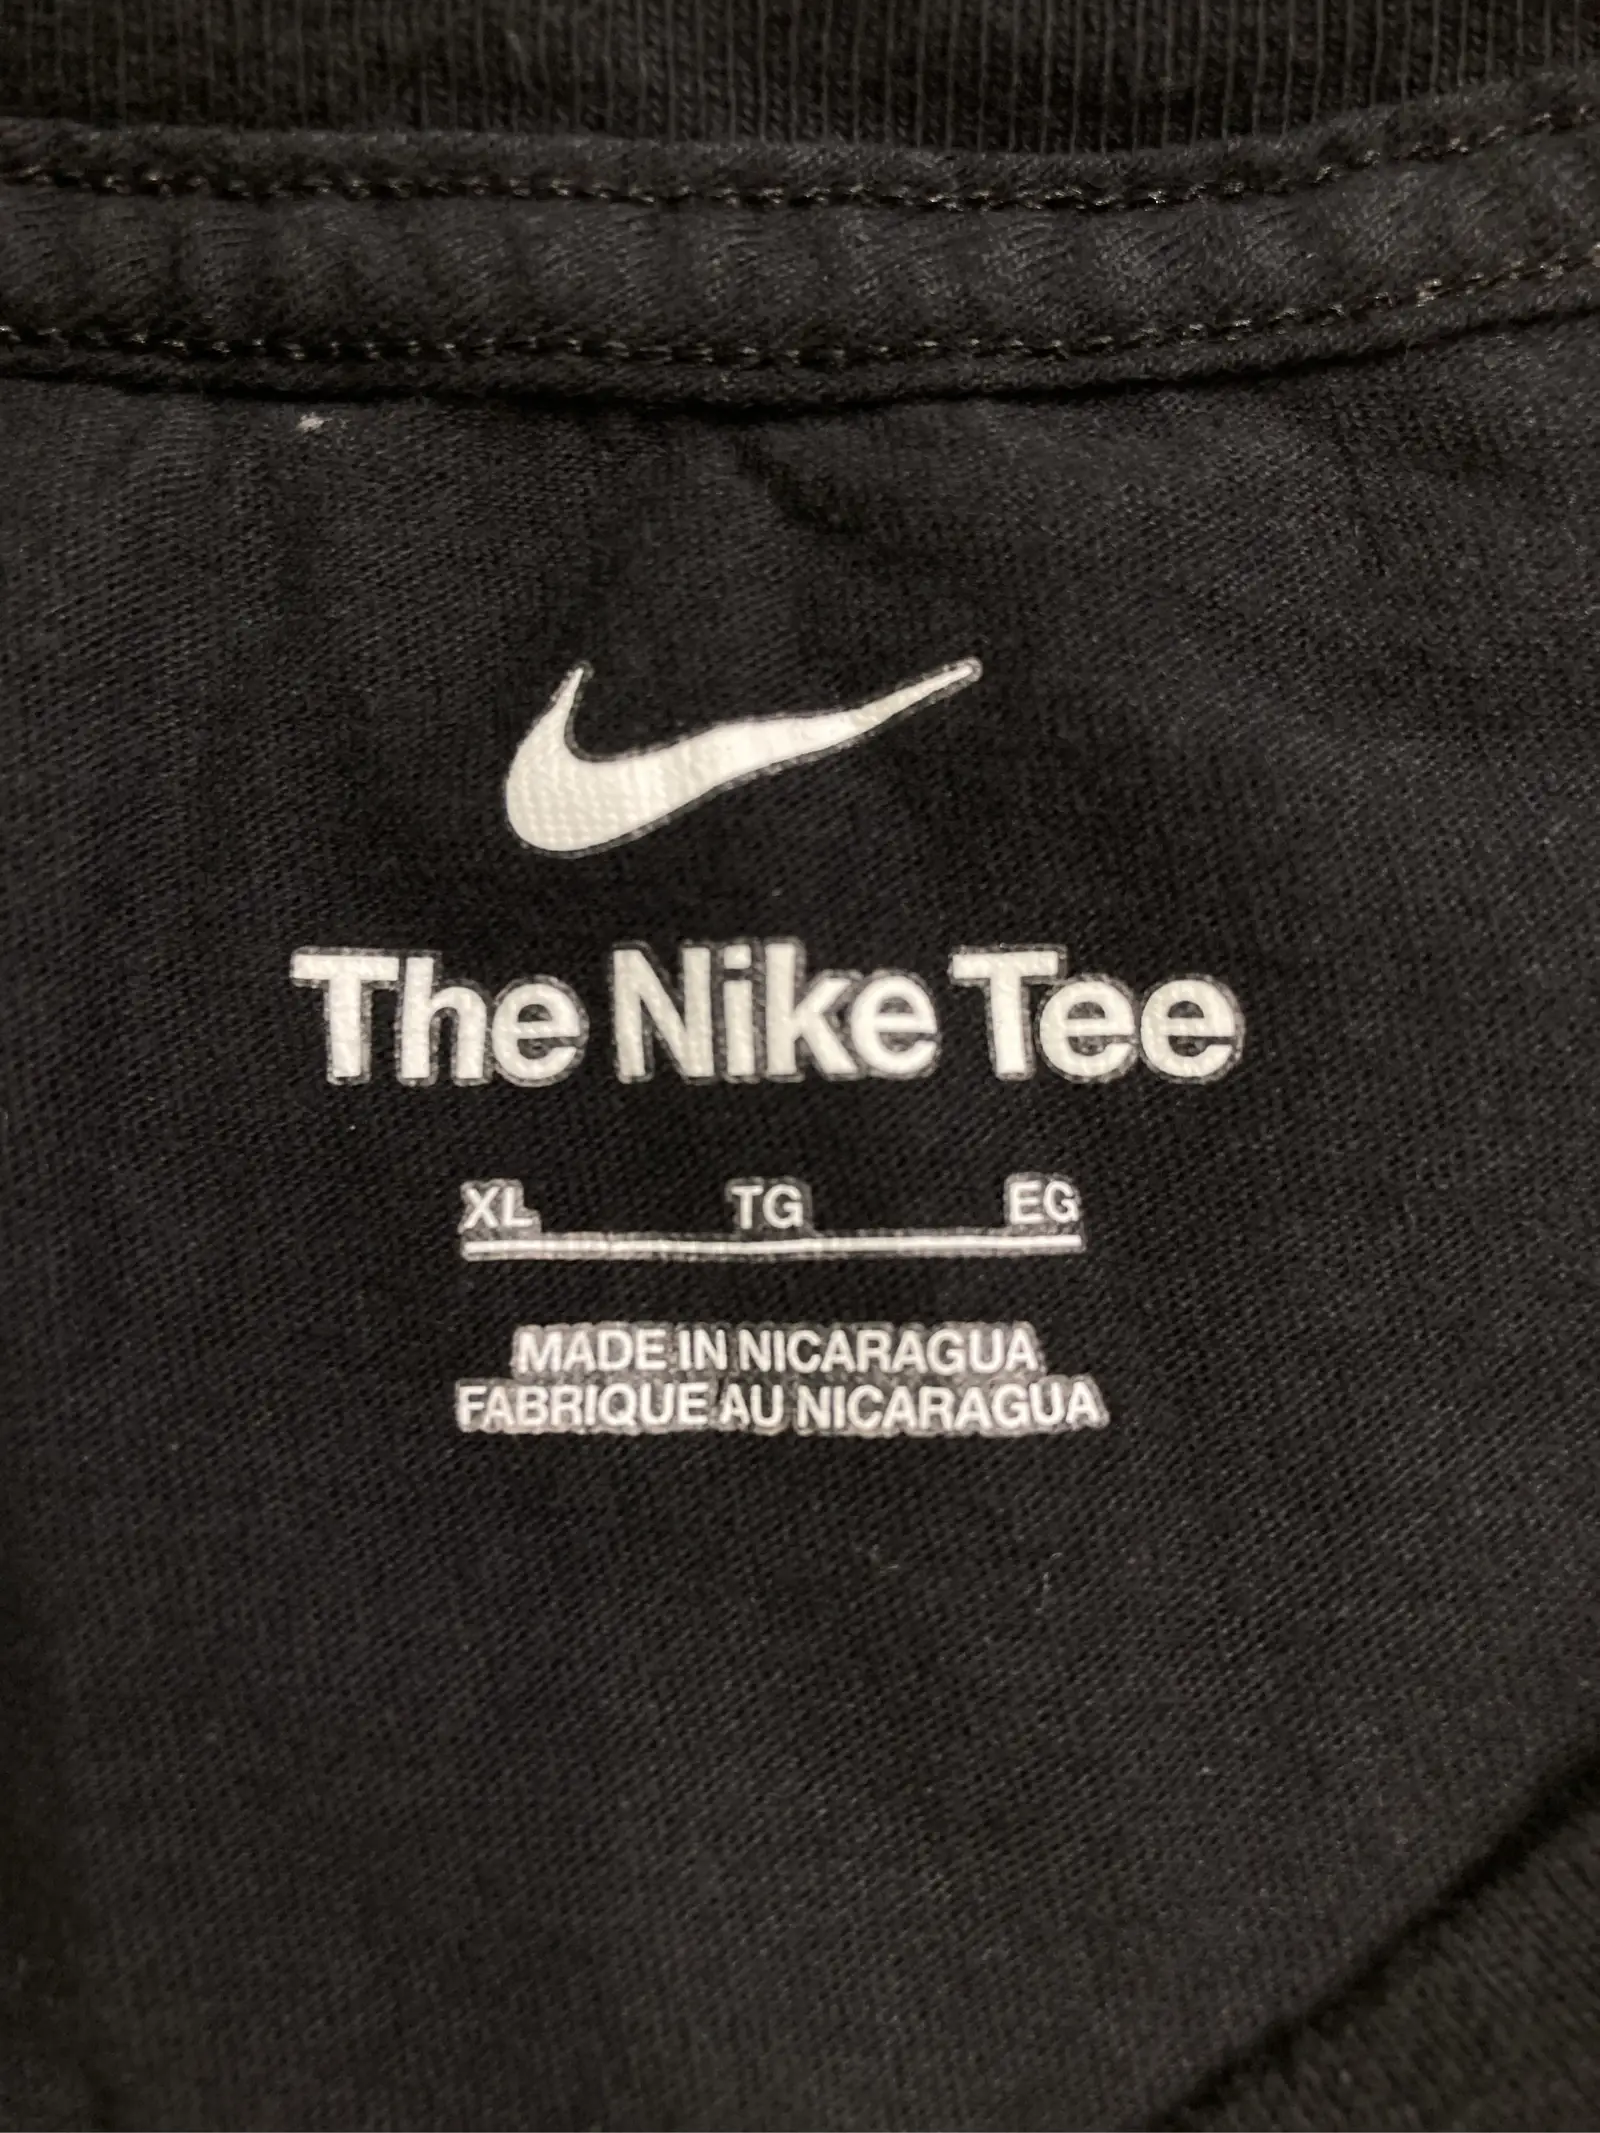 The Nike Tee
XL TG EG
MADE IN NICARAGUA
FABRIQUE AU NICARAGUA